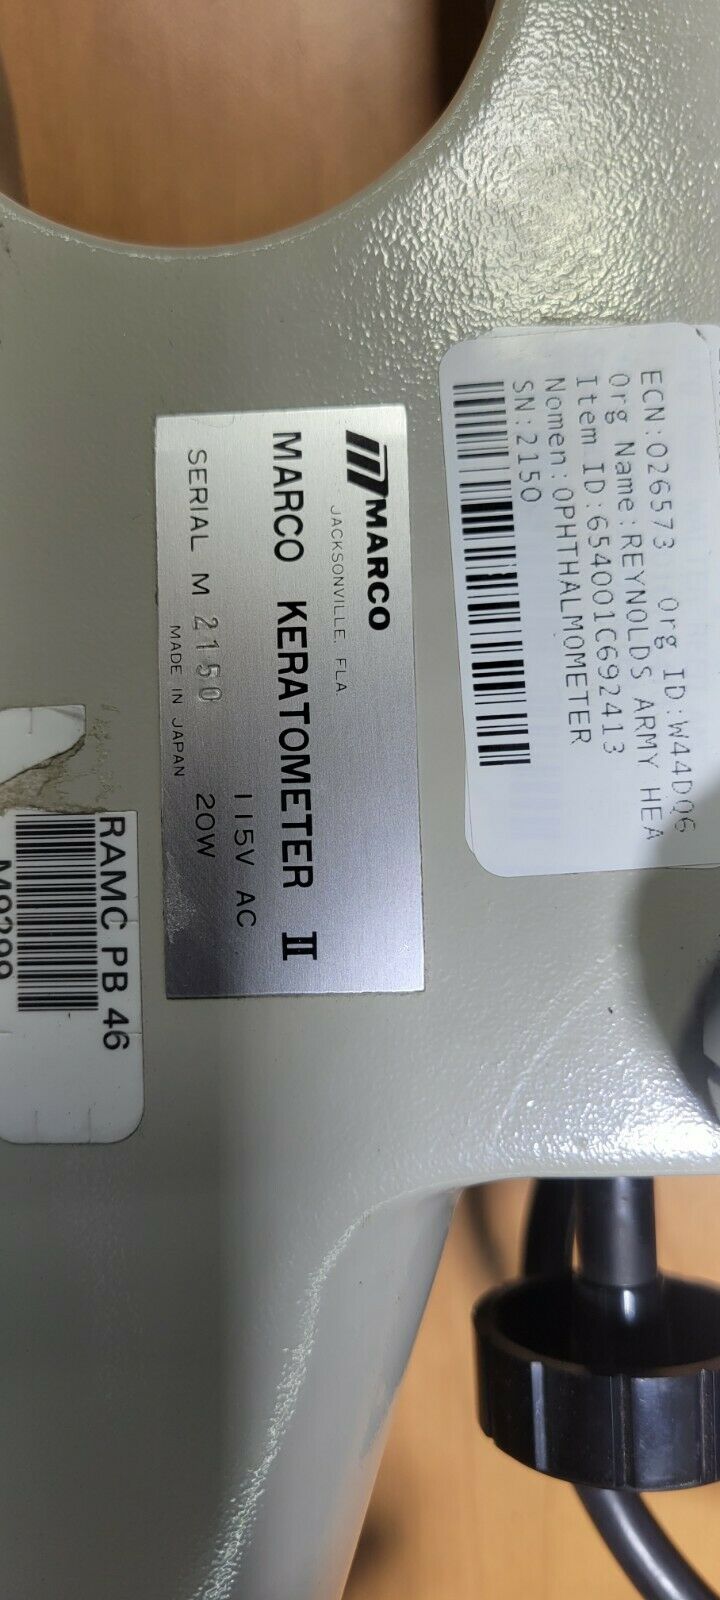 MARCO
JACKSONVILLE, FLA
MARCO KERATOMETER II
115V AC
SERIAL M 2150 20W
MADE IN JAPAN
ECN:026573 Org ID:W44DQ6
Org Name:REYNOLDS ARMY HEA
Item ID:654001C692413
Nomen:OPHTHALMOMETER
SN:2150
RAMC PB 46